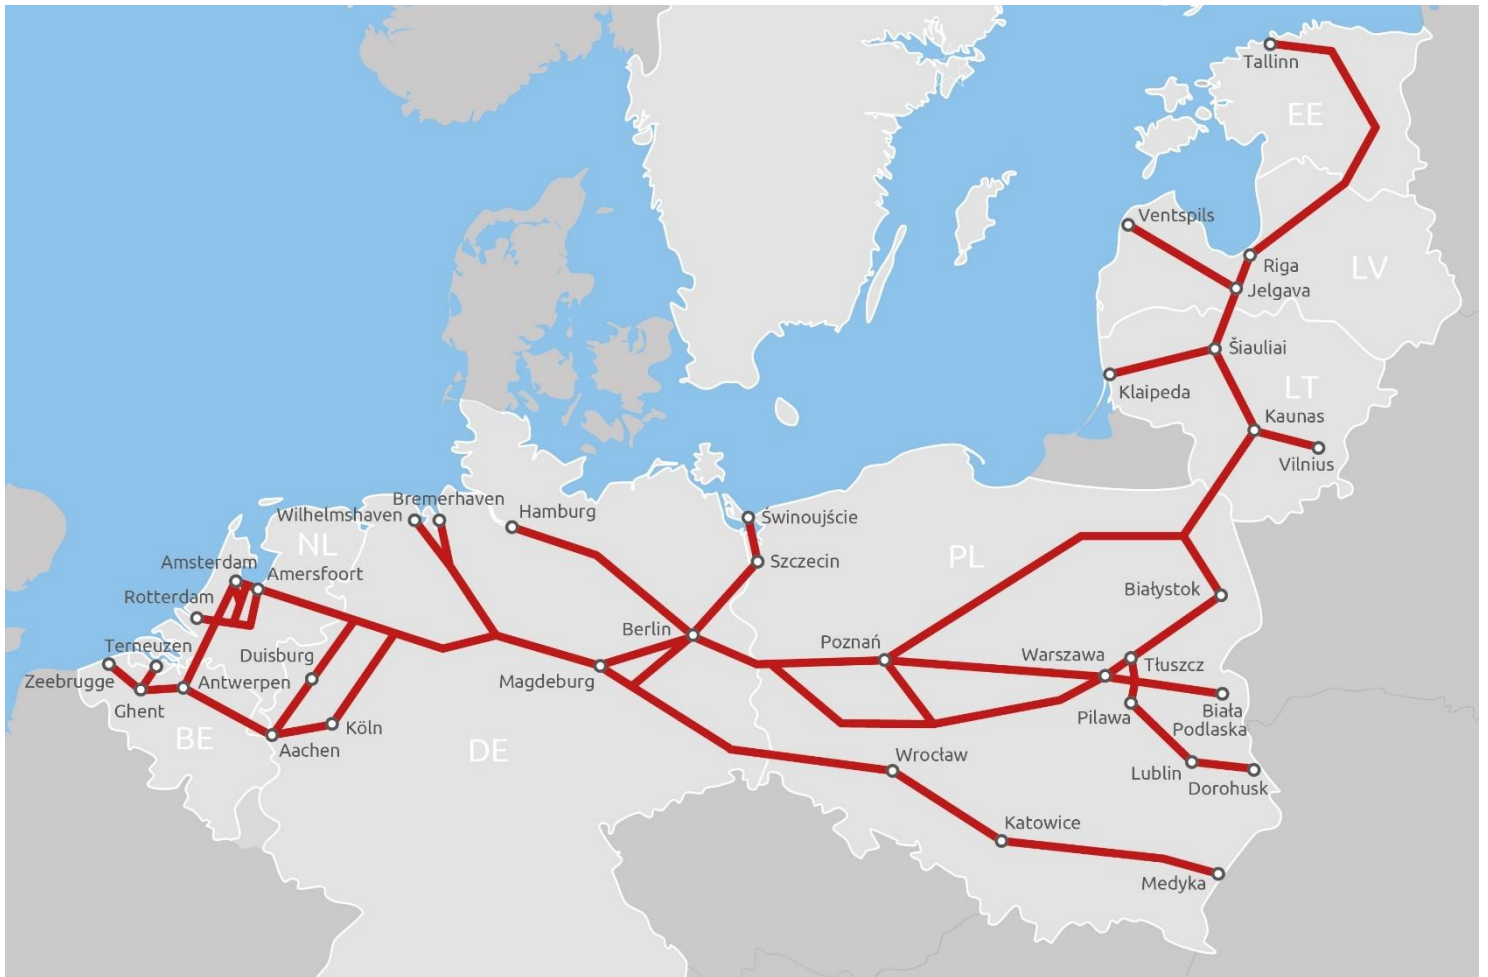 Tallinn
EE
Ventspils
Riga
LV
Jelgava
Šiauliai
Klaipeda
LT
Kaunas
Vilnius
Bremerhaven
Wilhelmshaven
Hamburg
Świnoujście
NL
PL
Amsterdam
Amersfoort
Szczecin
Rotterdam
Białystok
Berlin
Terneuzen
Duisburg
Poznań
Warszawa
Tłuszcz
Zeebrugge
Antwerpen
Magdeburg
Ghent
Pilawa
Biała
Podlaska
BE
Köln
Aachen
DE
Wrocław
Lublin
Dorohusk
Katowice
Medyka